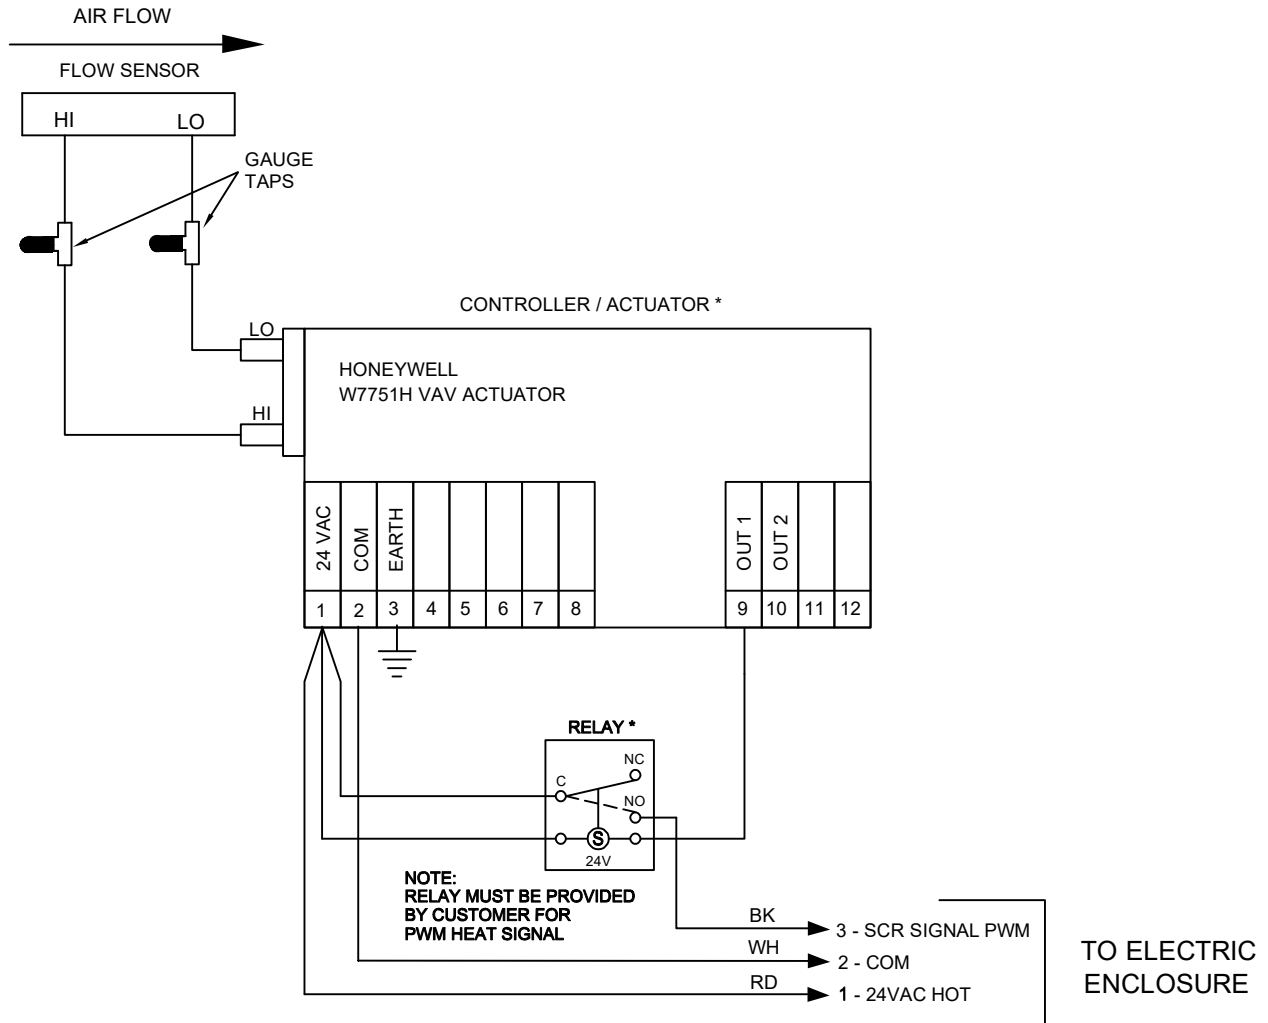 AIR FLOW
FLOW SENSOR
HI
LO
GAUGE
TAPS
CONTROLLER / ACTUATOR *
LO
HONEYWELL
W7751H VAV ACTUATOR
HI
24 VAC
COM
EARTH
OUT 1
OUT 2
1
2
3
4
5
6
7
8
9
10
11
12
RELAY *
NC
C
NO
S
24V
NOTE:
RELAY MUST BE PROVIDED
BY CUSTOMER FOR
PWM HEAT SIGNAL
BK
3 - SCR SIGNAL PWM
WH
2 - COM
RD
1 - 24VAC HOT
TO ELECTRIC
ENCLOSURE